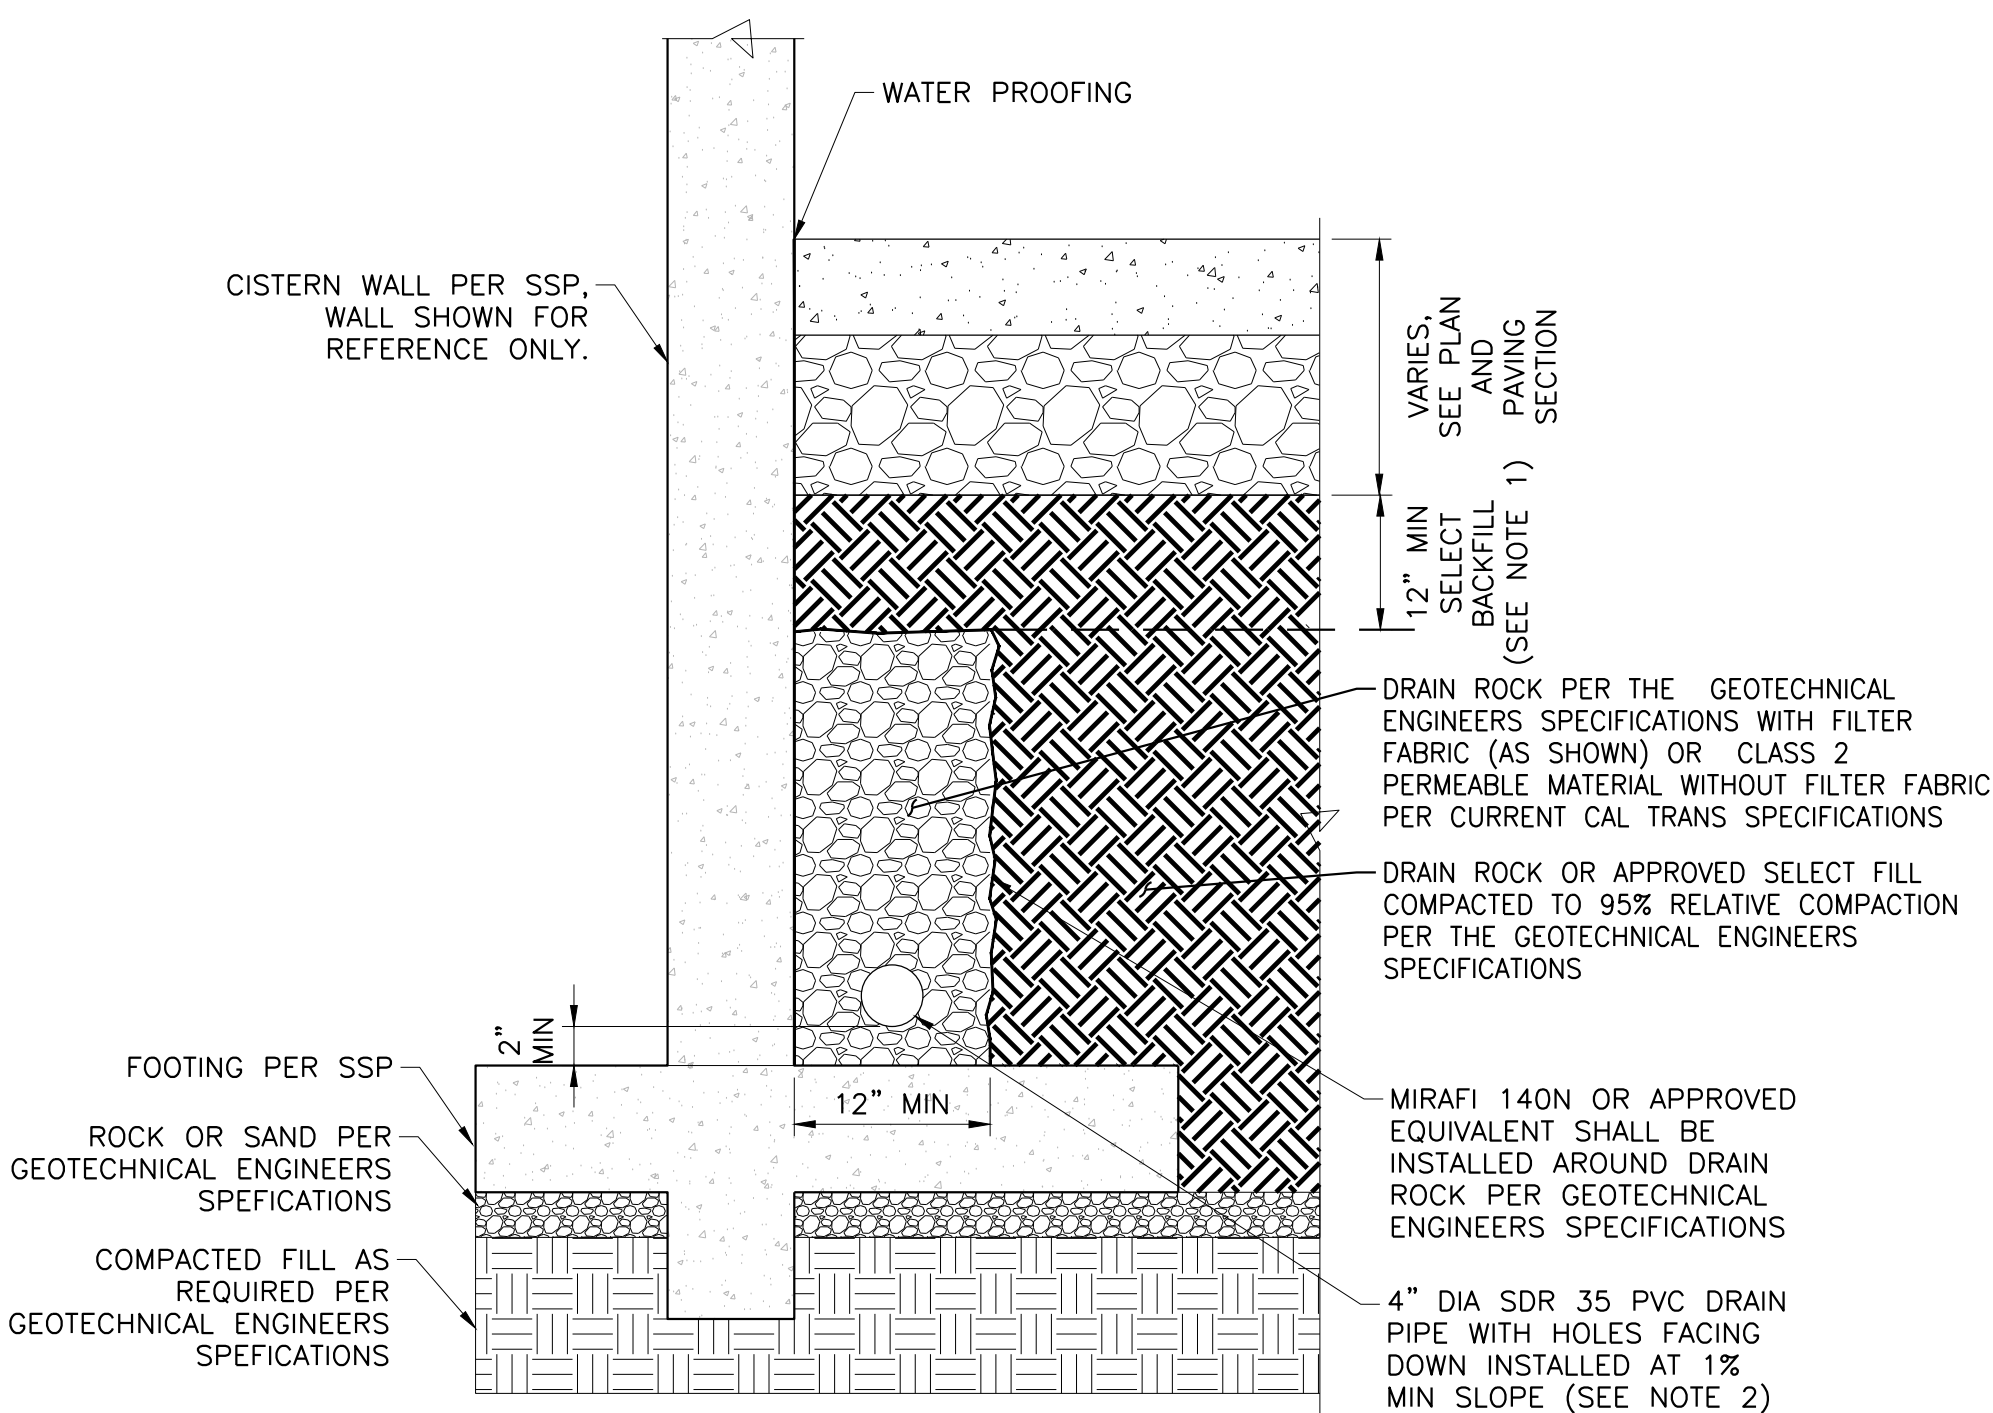 WATER PROOFING
CISTERN WALL PER SSP,
WALL SHOWN FOR
REFERENCE ONLY.
VARIES,
SEE PLAN
AND
PAVING
SECTION
12" MIN
SELECT
BACKFILL
(SEE NOTE 1)
DRAIN ROCK PER THE GEOTECHNICAL
ENGINEERS SPECIFICATIONS WITH FILTER
FABRIC (AS SHOWN) OR CLASS 2
PERMEABLE MATERIAL WITHOUT FILTER FABRIC
PER CURRENT CAL TRANS SPECIFICATIONS
DRAIN ROCK OR APPROVED SELECT FILL
COMPACTED TO 95% RELATIVE COMPACTION
PER THE GEOTECHNICAL ENGINEERS
SPECIFICATIONS
2"
MIN
FOOTING PER SSP
12" MIN
ROCK OR SAND PER
GEOTECHNICAL ENGINEERS
SPEFICATIONS
MIRAFI 140N OR APPROVED
EQUIVALENT SHALL BE
INSTALLED AROUND DRAIN
ROCK PER GEOTECHNICAL
ENGINEERS SPECIFICATIONS
COMPACTED FILL AS
REQUIRED PER
GEOTECHNICAL ENGINEERS
SPEFICATIONS
4" DIA SDR 35 PVC DRAIN
PIPE WITH HOLES FACING
DOWN INSTALLED AT 1%
MIN SLOPE (SEE NOTE 2)